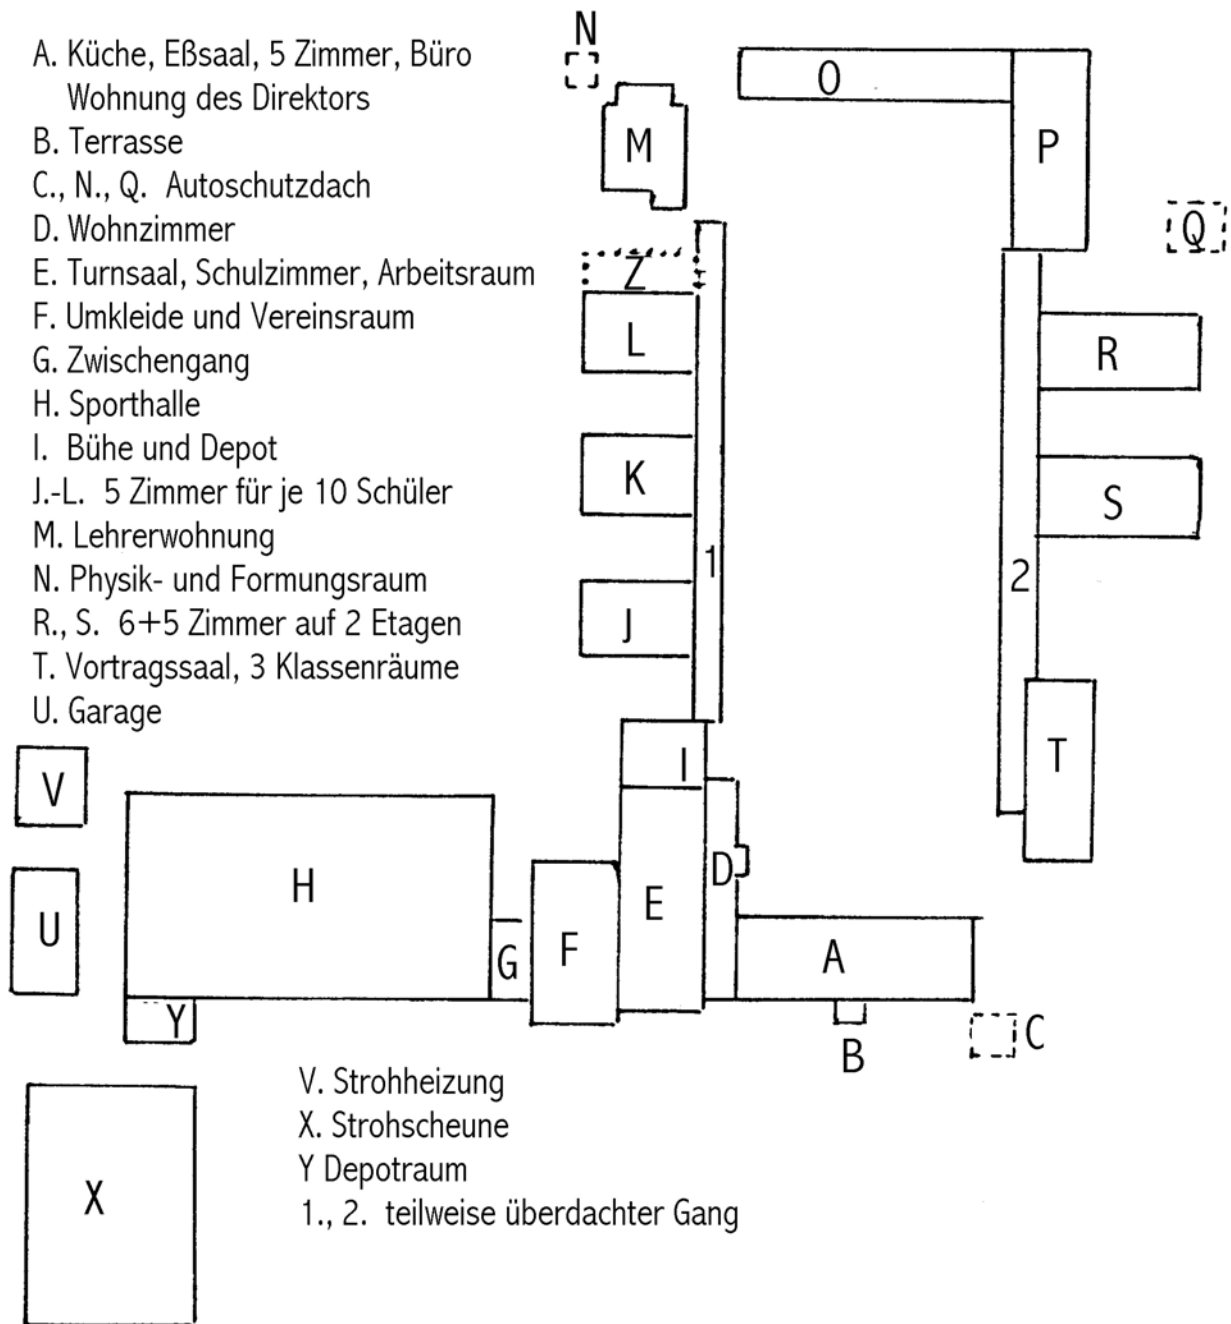 A. Küche, Eßsaal, 5 Zimmer, Büro
Wohnung des Direktors
B. Terrasse
C., N., Q. Autoschutzdach
D. Wohnzimmer
E. Turnsaal, Schulzimmer, Arbeitsraum
F. Umkleide und Vereinsraum
G. Zwischengang
H. Sporthalle
I. Bühe und Depot
J.-L. 5 Zimmer für je 10 Schüler
M. Lehrerwohnung
N. Physik- und Formungsraum
R., S. 6+5 Zimmer auf 2 Etagen
T. Vortragssaal, 3 Klassenräume
U. Garage
N
O
M
P
Q
Z
L
R
K
S
1
2
J
I
T
V
D
H
E
U
F
G
A
Y
B
C
X
V. Strohheizung
X. Strohscheune
Y Depotraum
1., 2. teilweise überdachter Gang